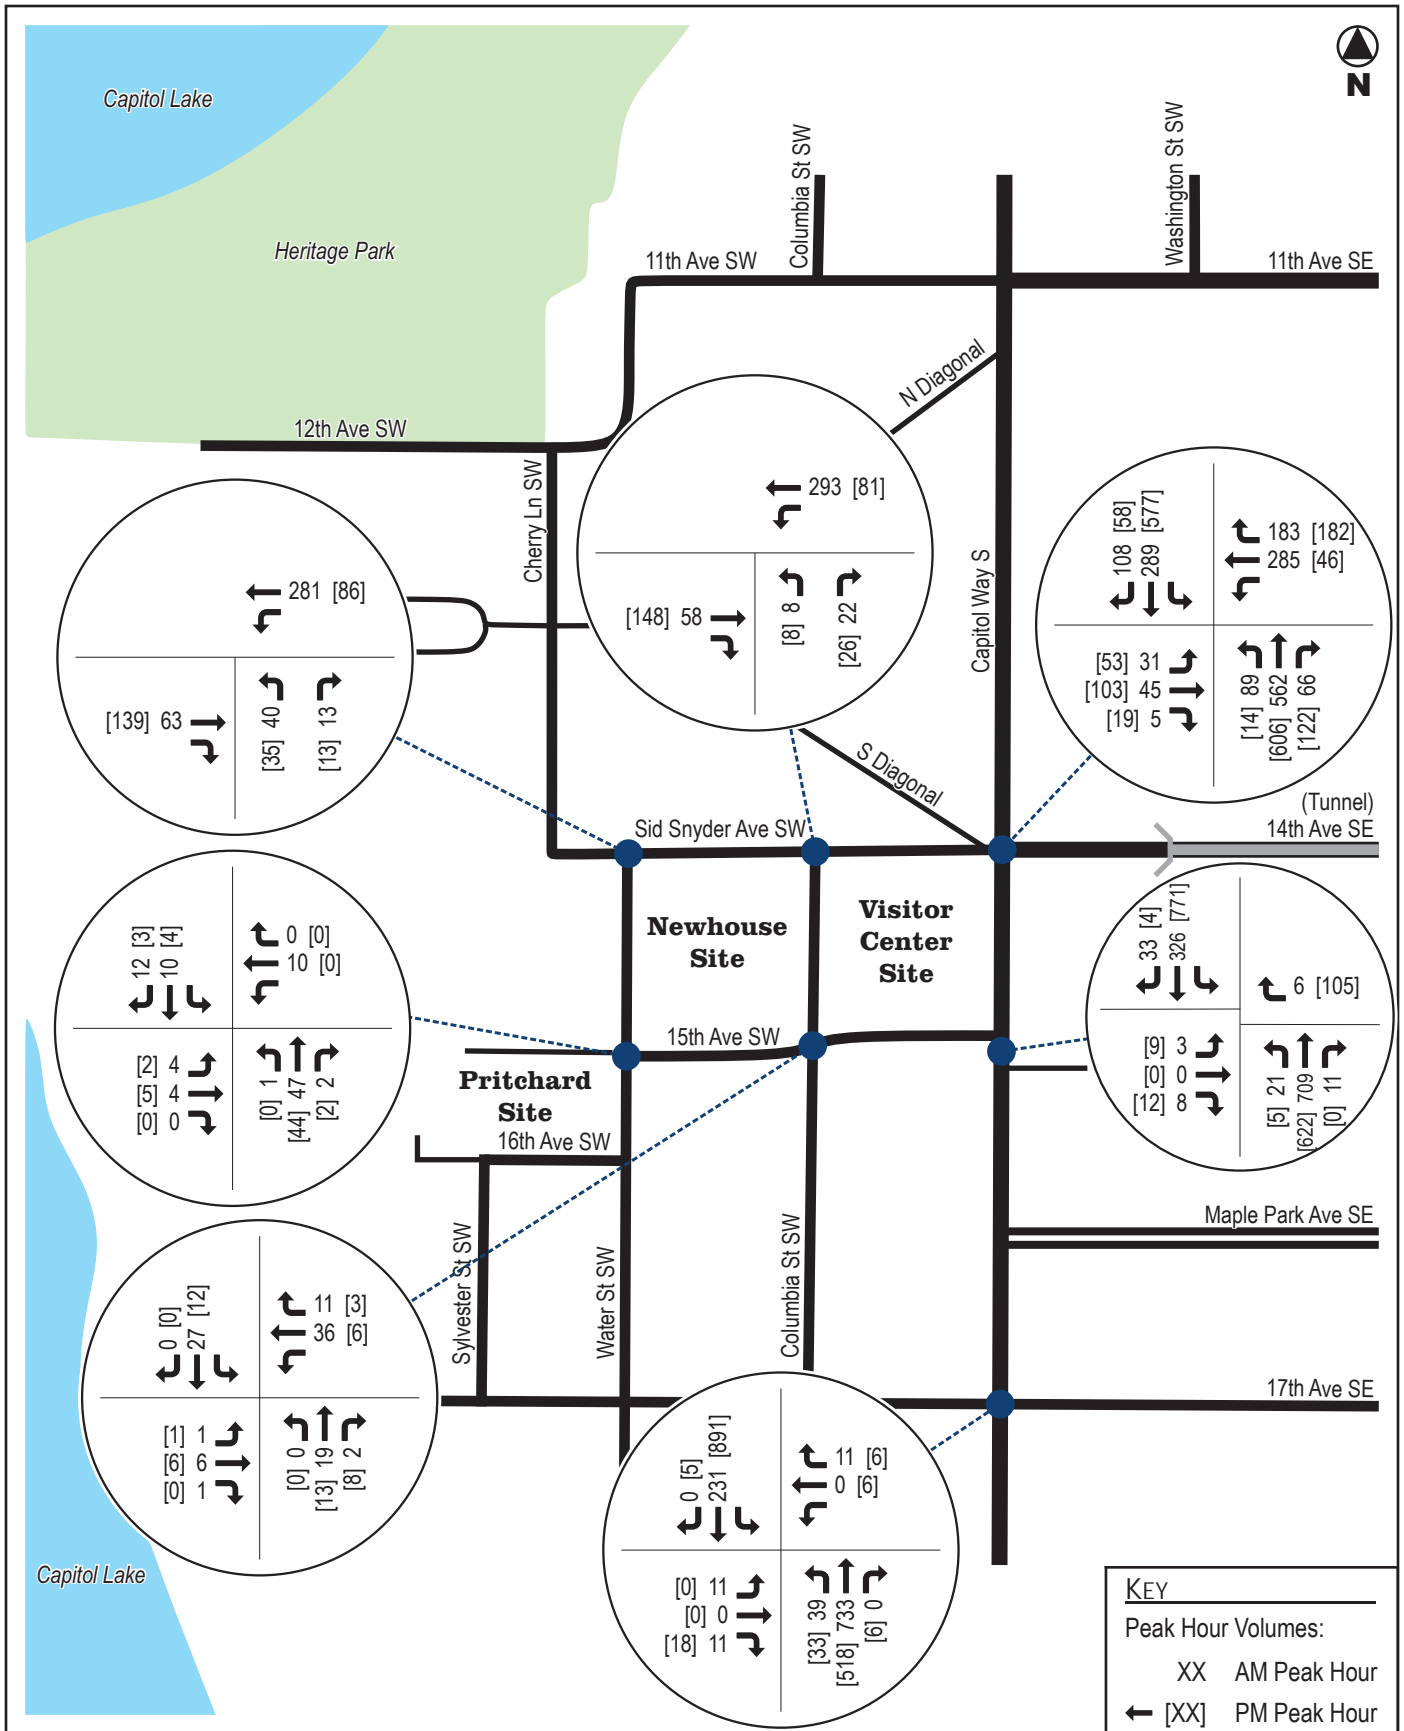 N
Capitol Lake
Heritage Park
Columbia St SW
Washington St SW
11th Ave SW
11th Ave SE
N Diagonal
12th Ave SW
Cherry Ln SW
Capitol Way S
293 [81]
[148] 58
[8] 8
[26] 22
108 [58]
289 [577]
183 [182]
285 [46]
[53] 31
[103] 45
[19] 5
[14] 89
[606] 562
[122] 66
281 [86]
[139] 63
[35] 40
[13] 13
S Diagonal
(Tunnel)
14th Ave SE
Sid Snyder Ave SW
Newhouse
Site
Visitor
Center
Site
12 [3]
10 [4]
0 [0]
10 [0]
[2] 4
[5] 4
[0] 0
[0] 1
[44] 47
[2] 2
33 [4]
326 [771]
6 [105]
[9] 3
[0] 0
[12] 8
[5] 21
[622] 709
[0] 11
15th Ave SW
Pritchard
Site
16th Ave SW
Maple Park Ave SE
Sylvester St SW
Water St SW
Columbia St SW
0 [0]
27 [12]
11 [3]
36 [6]
[1] 1
[6] 6
[0] 1
[0] 0
[13] 19
[8] 2
17th Ave SE
0 [5]
231 [891]
11 [6]
0 [6]
[0] 11
[0] 0
[18] 11
[33] 39
[518] 733
[6] 0
Capitol Lake
KEY
Peak Hour Volumes:
XX AM Peak Hour
[XX] PM Peak Hour